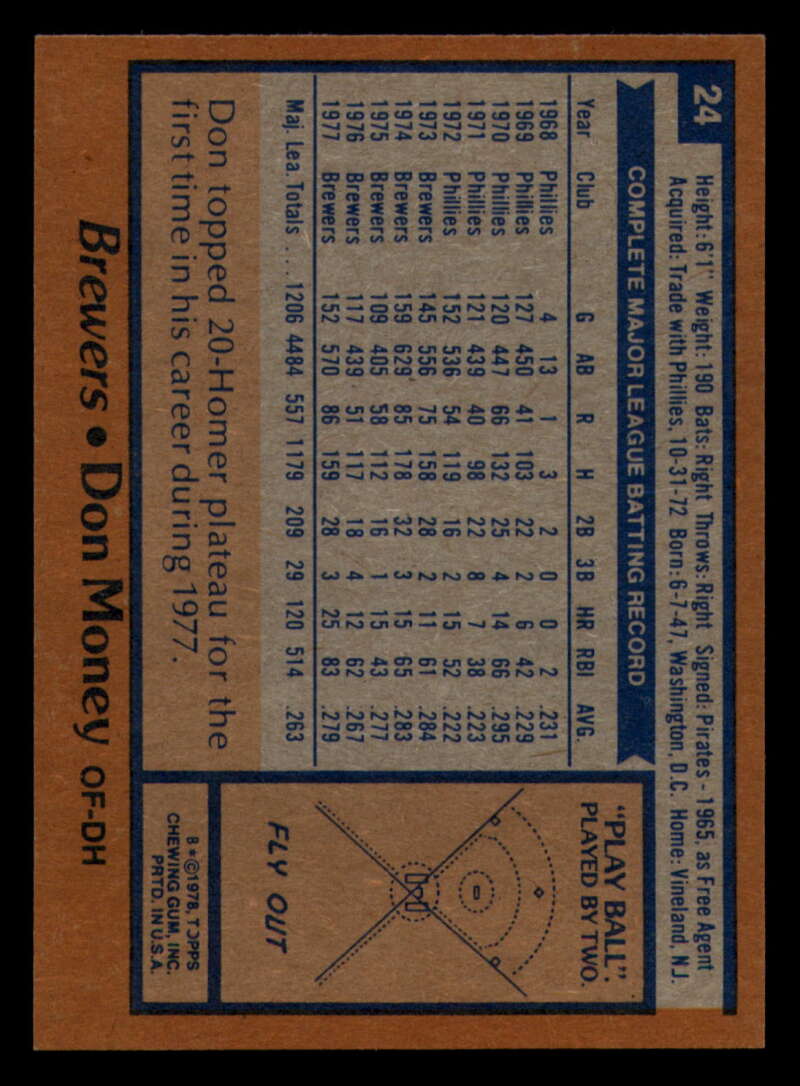 24
Height: 6'1" Weight: 190 Bats: Right Throws: Right Signed: Pirates - 1965, as Free Agent
Acquired: Trade with Phillies, 10-31-72 Born: 6-7-47, Washington, D.C. Home: Vineland, N.J.
COMPLETE MAJOR LEAGUE BATTING RECORD
Year Club G AB R H 2B 3B HR RBI AVG.
1968 Phillies 4 13 1 3 2 0 0 2 .231
1969 Phillies 127 450 41 103 22 2 6 42 .229
1970 Phillies 120 447 66 132 25 4 14 66 .295
1971 Phillies 121 439 40 98 22 8 7 38 .223
1972 Phillies 152 536 54 119 16 2 15 52 .222
1973 Brewers 145 556 75 158 28 2 11 61 .284
1974 Brewers 159 629 85 178 32 3 15 65 .283
1975 Brewers 109 405 58 112 16 1 15 43 .277
1976 Brewers 117 439 51 117 18 4 12 62 .267
1977 Brewers 152 570 86 159 28 3 25 83 .279
Maj. Lea. Totals ... 1206 4484 557 1179 209 29 120 514 .263
Don topped 20-Homer plateau for the
first time in his career during 1977.
"PLAY BALL":
PLAYED BY TWO.
FLY OUT
B*©1978, TOPPS
CHEWING GUM, INC.
PRTD. IN U.S.A.
Brewers • Don Money OF-DH